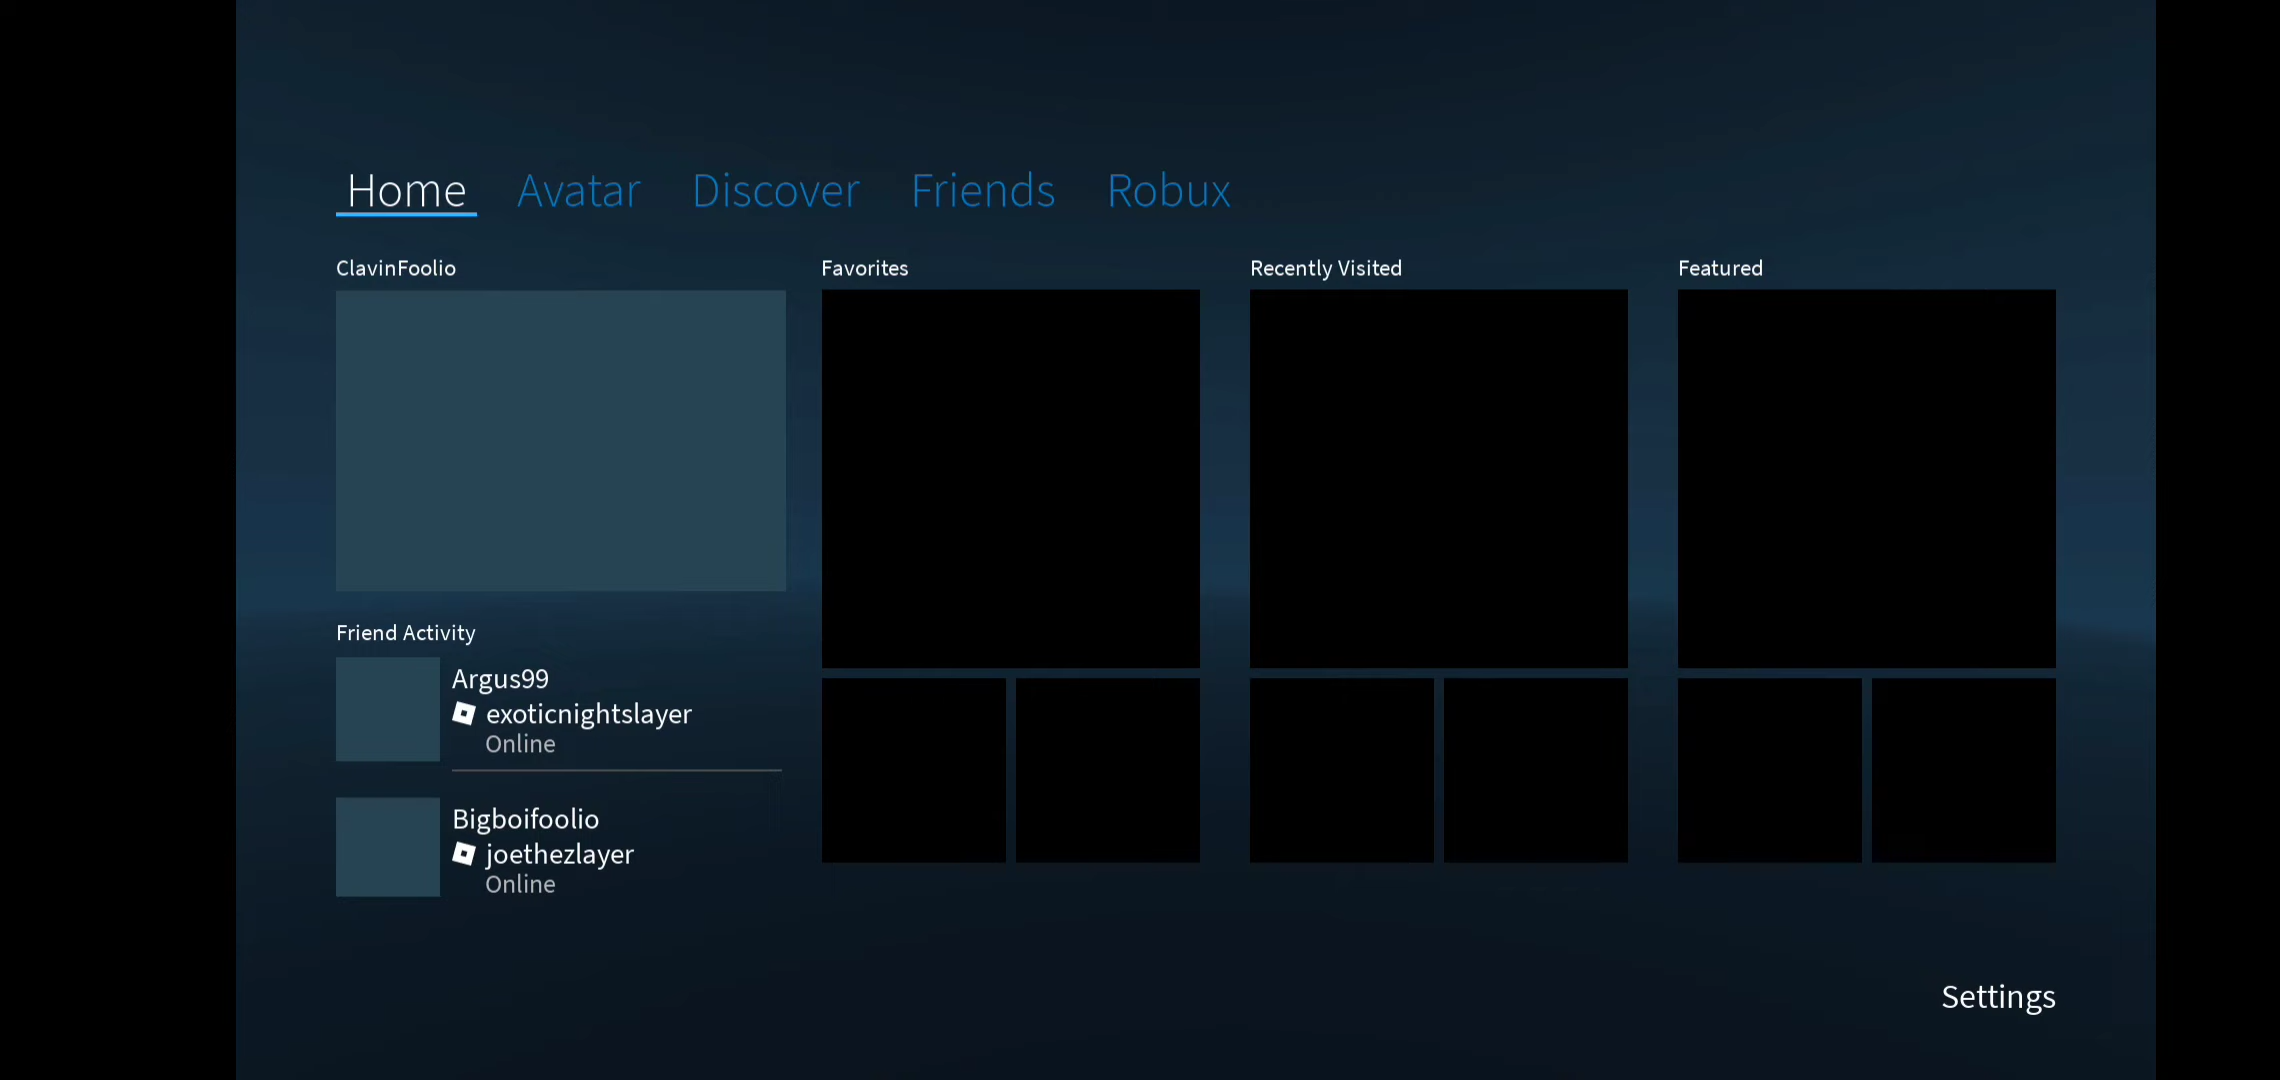 Home Avatar Discover Friends Robux
ClavinFoolio
Favorites
Recently Visited
Featured
Friend Activity
Argus99
exoticnightslayer
Online
Bigboifoolio
joethezlayer
Online
Settings